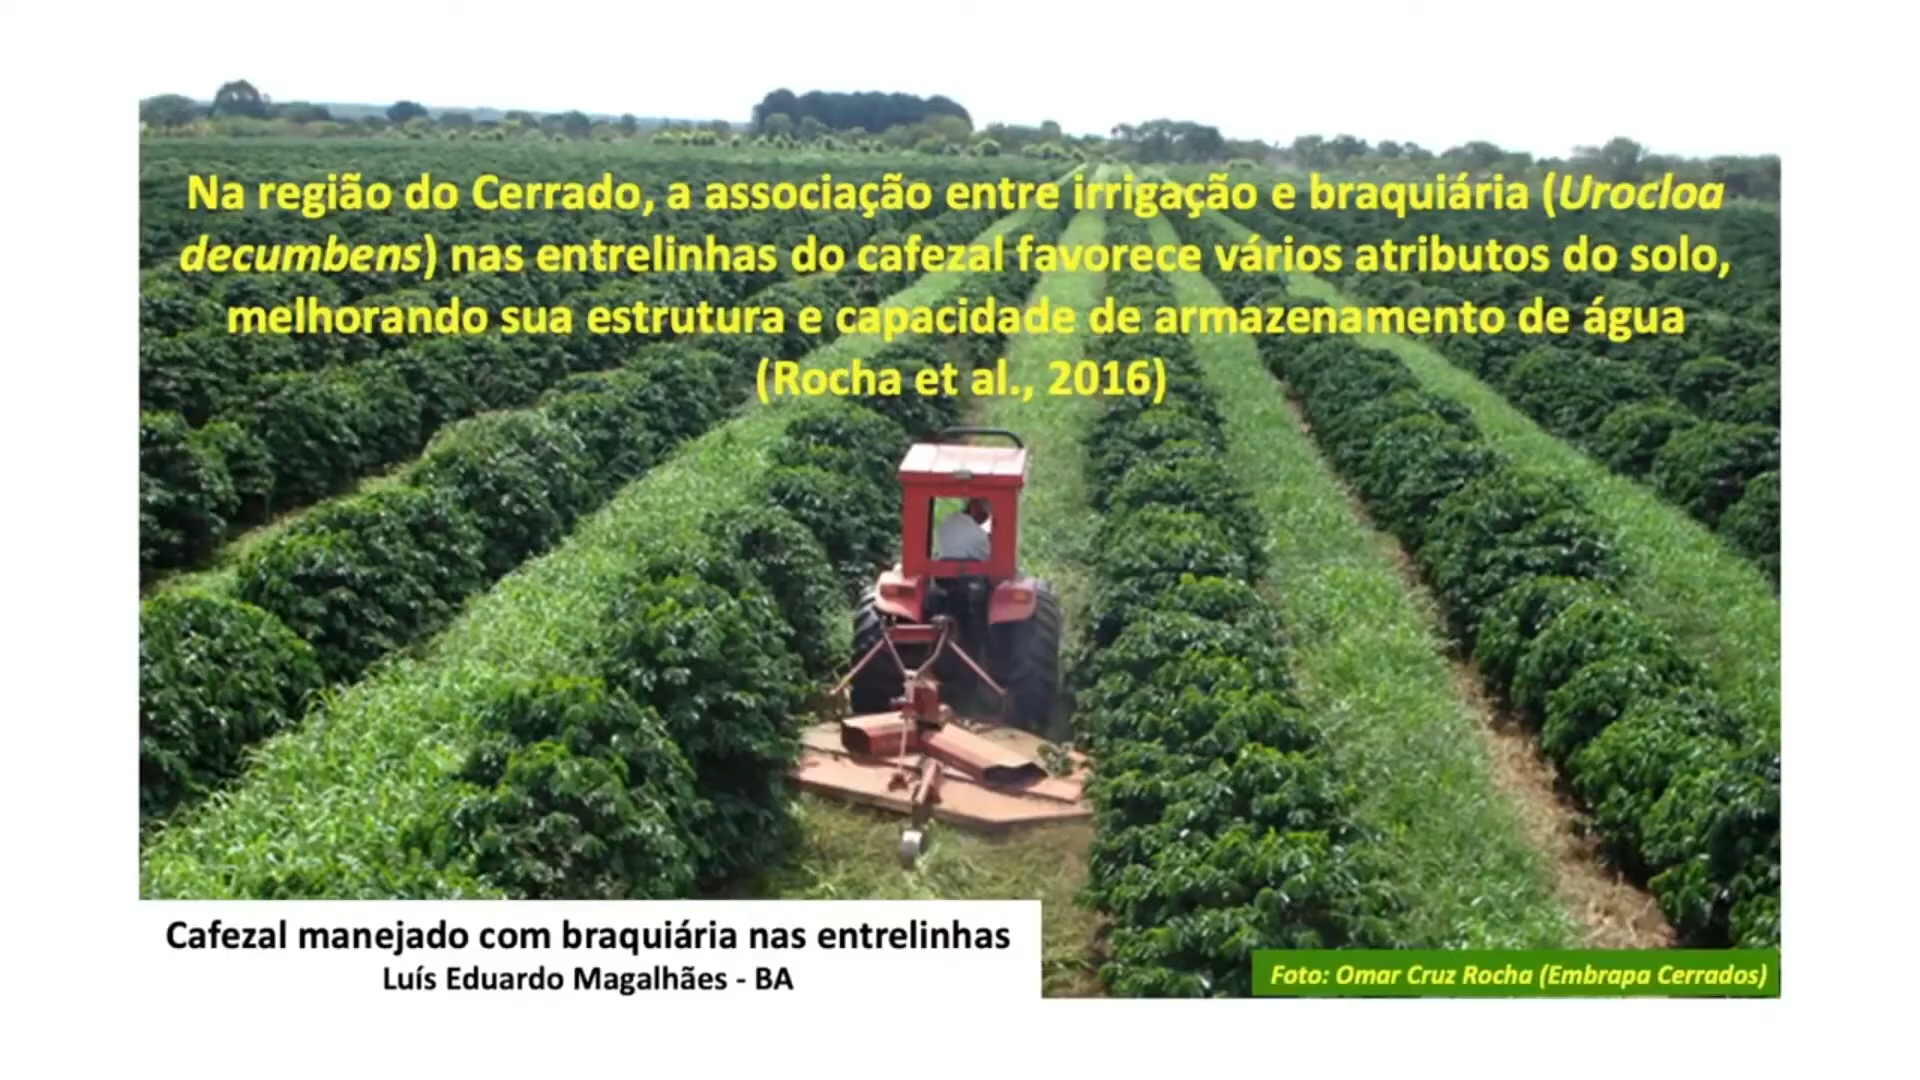 Na região do Cerrado, a associação entre irrigação e braquiária (Urocloa
decumbens) nas entrelinhas do cafezal favorece vários atributos do solo,
melhorando sua estrutura e capacidade de armazenamento de água
(Rocha et al., 2016)
Cafezal manejado com braquiária nas entrelinhas
Luís Eduardo Magalhães - BA
Foto: Omar Cruz Rocha (Embrapa Cerrados)